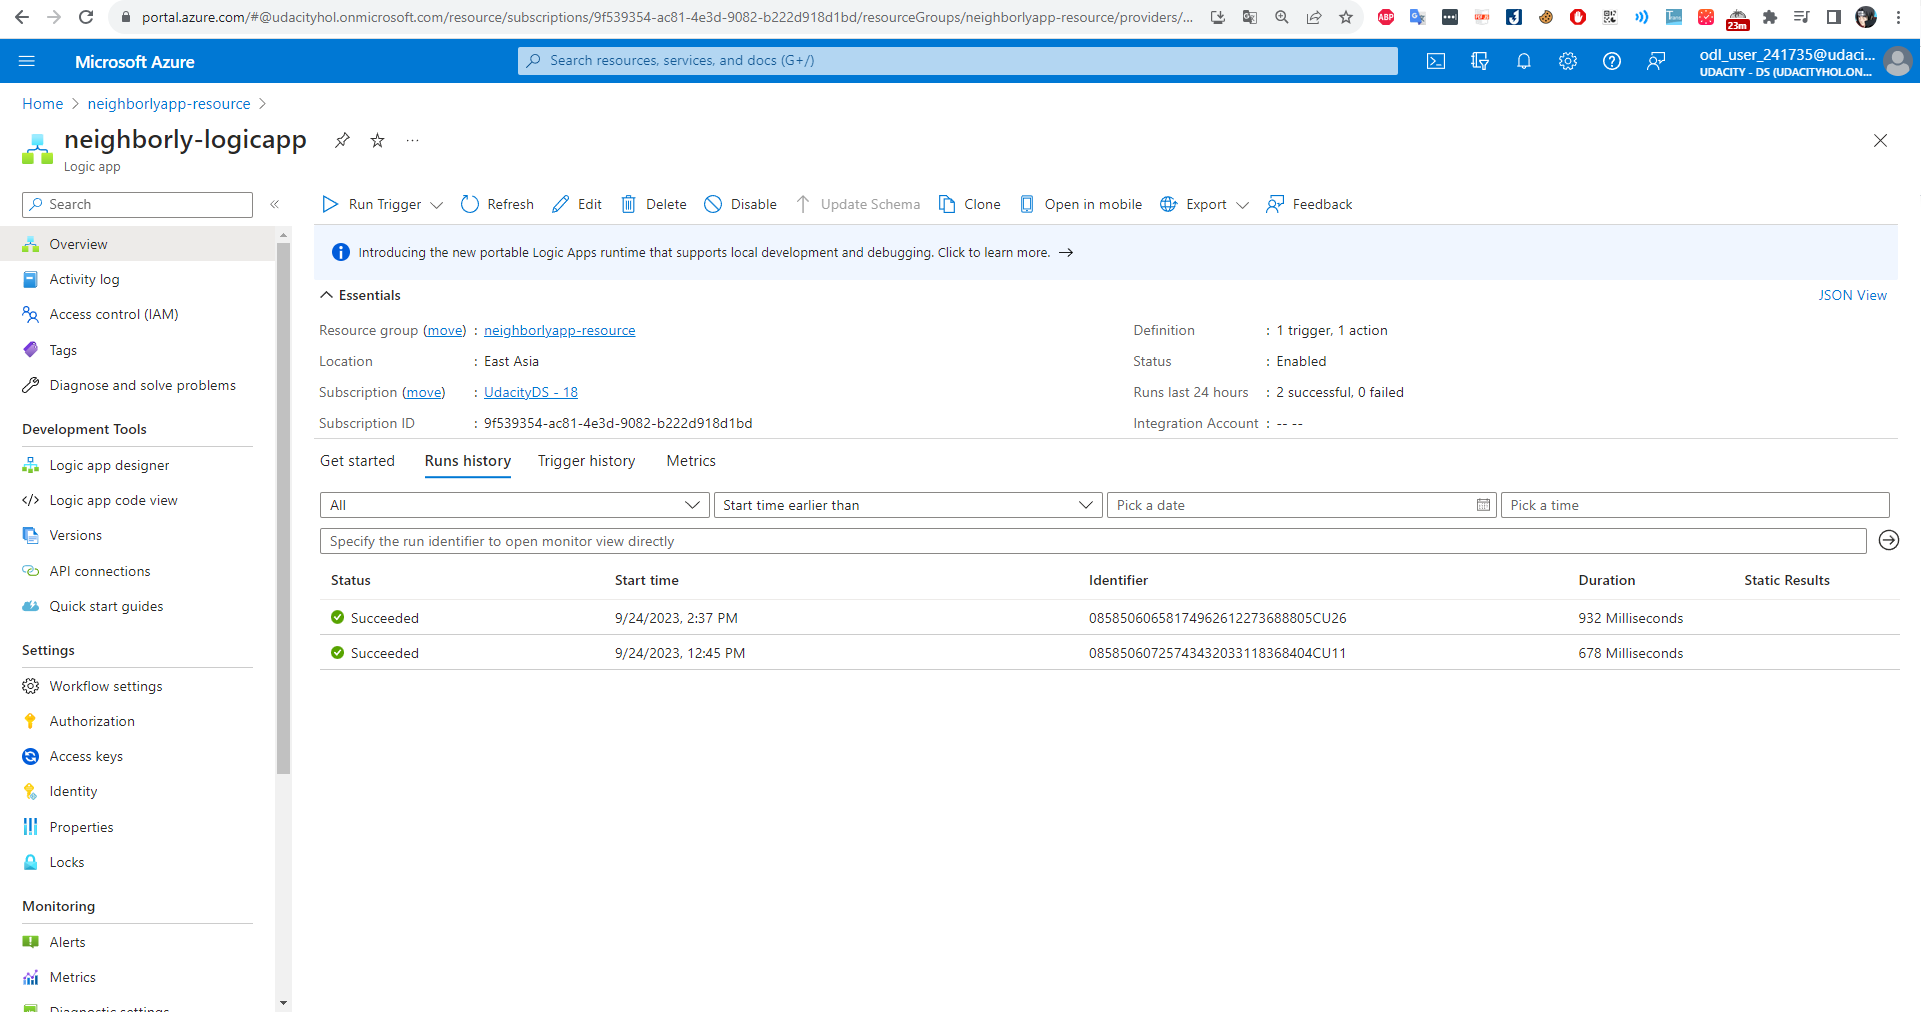 portal.azure.com/#@udacityhol.onmicrosoft.com/resource/subscriptions/9f539354-ac81-4e3d-9082-b222d918d1bd/resourceGroups/neighborlyapp-resource/providers/...
ABP
23m
Microsoft Azure
Search resources, services, and docs (G+/)
odl_user_241735@udaci...
UDACITY - DS (UDACITYHOL.ON...
Home > neighborlyapp-resource >
neighborly-logicapp
Logic app
Search
Run Trigger
Refresh
Edit
Delete
Disable
Update Schema
Clone
Open in mobile
Export
Feedback
Overview
Activity log
Access control (IAM)
Tags
Diagnose and solve problems
Development Tools
Logic app designer
Logic app code view
Versions
API connections
Quick start guides
Settings
Workflow settings
Authorization
Access keys
Identity
Properties
Locks
Monitoring
Alerts
Metrics
Diagnostic settings
Introducing the new portable Logic Apps runtime that supports local development and debugging. Click to learn more. →
Essentials
JSON View
Resource group (move) : neighborlyapp-resource
Location : East Asia
Subscription (move) : UdacityDS - 18
Subscription ID : 9f539354-ac81-4e3d-9082-b222d918d1bd
Definition : 1 trigger, 1 action
Status : Enabled
Runs last 24 hours : 2 successful, 0 failed
Integration Account : -- --
Get started Runs history Trigger history Metrics
All
Start time earlier than
Pick a date
Pick a time
Specify the run identifier to open monitor view directly
Status Start time Identifier Duration Static Results
Succeeded 9/24/2023, 2:37 PM 08585060658174962612273688805CU26 932 Milliseconds
Succeeded 9/24/2023, 12:45 PM 08585060725743432033118368404CU11 678 Milliseconds